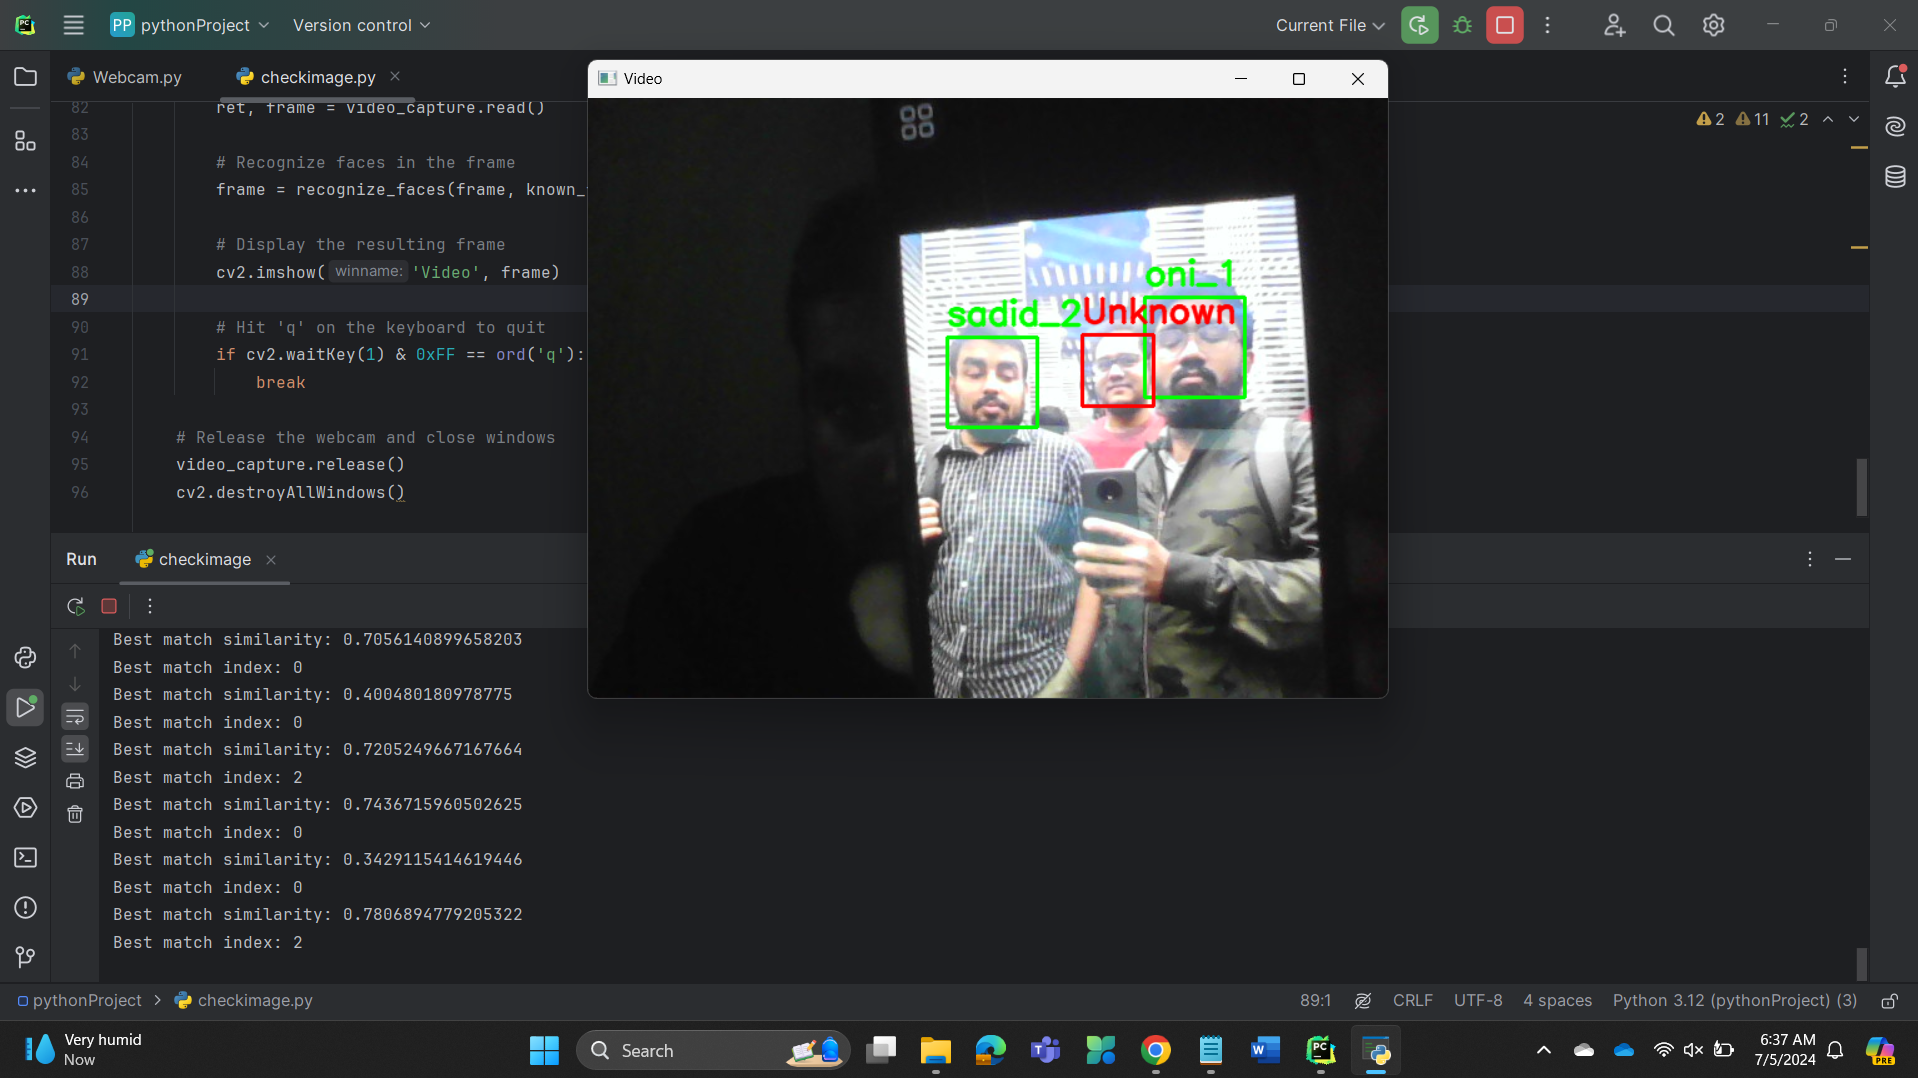 PP pythonProject
Version control
Current File
Webcam.py
checkimage.py
2 11 2
82 ret, frame = video_capture.read()
83
84 # Recognize faces in the frame
85 frame = recognize_faces(frame, known_
86
87 # Display the resulting frame
88 cv2.imshow( winname: 'Video', frame)
89
90 # Hit 'q' on the keyboard to quit
91 if cv2.waitKey(1) & 0xFF == ord('q'):
92 break
93
94 # Release the webcam and close windows
95 video_capture.release()
96 cv2.destroyAllWindows()
Video
oni_1
sadid_2
Unknown
Run
checkimage
Best match similarity: 0.7056140899658203
Best match index: 0
Best match similarity: 0.400480180978775
Best match index: 0
Best match similarity: 0.7205249667167664
Best match index: 2
Best match similarity: 0.7436715960502625
Best match index: 0
Best match similarity: 0.3429115414619446
Best match index: 0
Best match similarity: 0.7806894779205322
Best match index: 2
pythonProject > checkimage.py
89:1 CRLF UTF-8 4 spaces Python 3.12 (pythonProject) (3)
Very humid
Now
Search
6:37 AM
7/5/2024
PRE